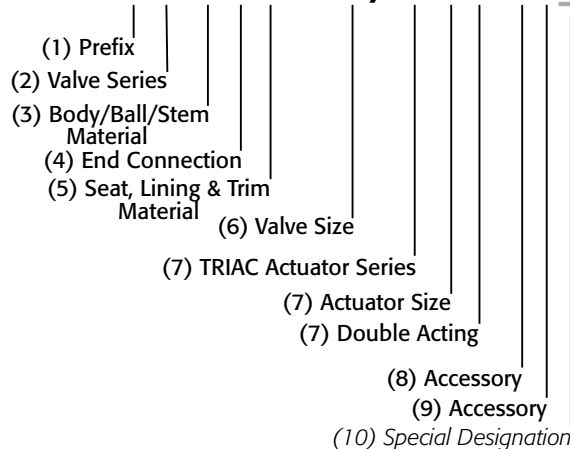 (1) Prefix
(2) Valve Series
(3) Body/Ball/Stem
Material
(4) End Connection
(5) Seat, Lining & Trim
Material
(6) Valve Size
(7) TRIAC Actuator Series
(7) Actuator Size
(7) Double Acting
(8) Accessory
(9) Accessory
(10) Special Designation